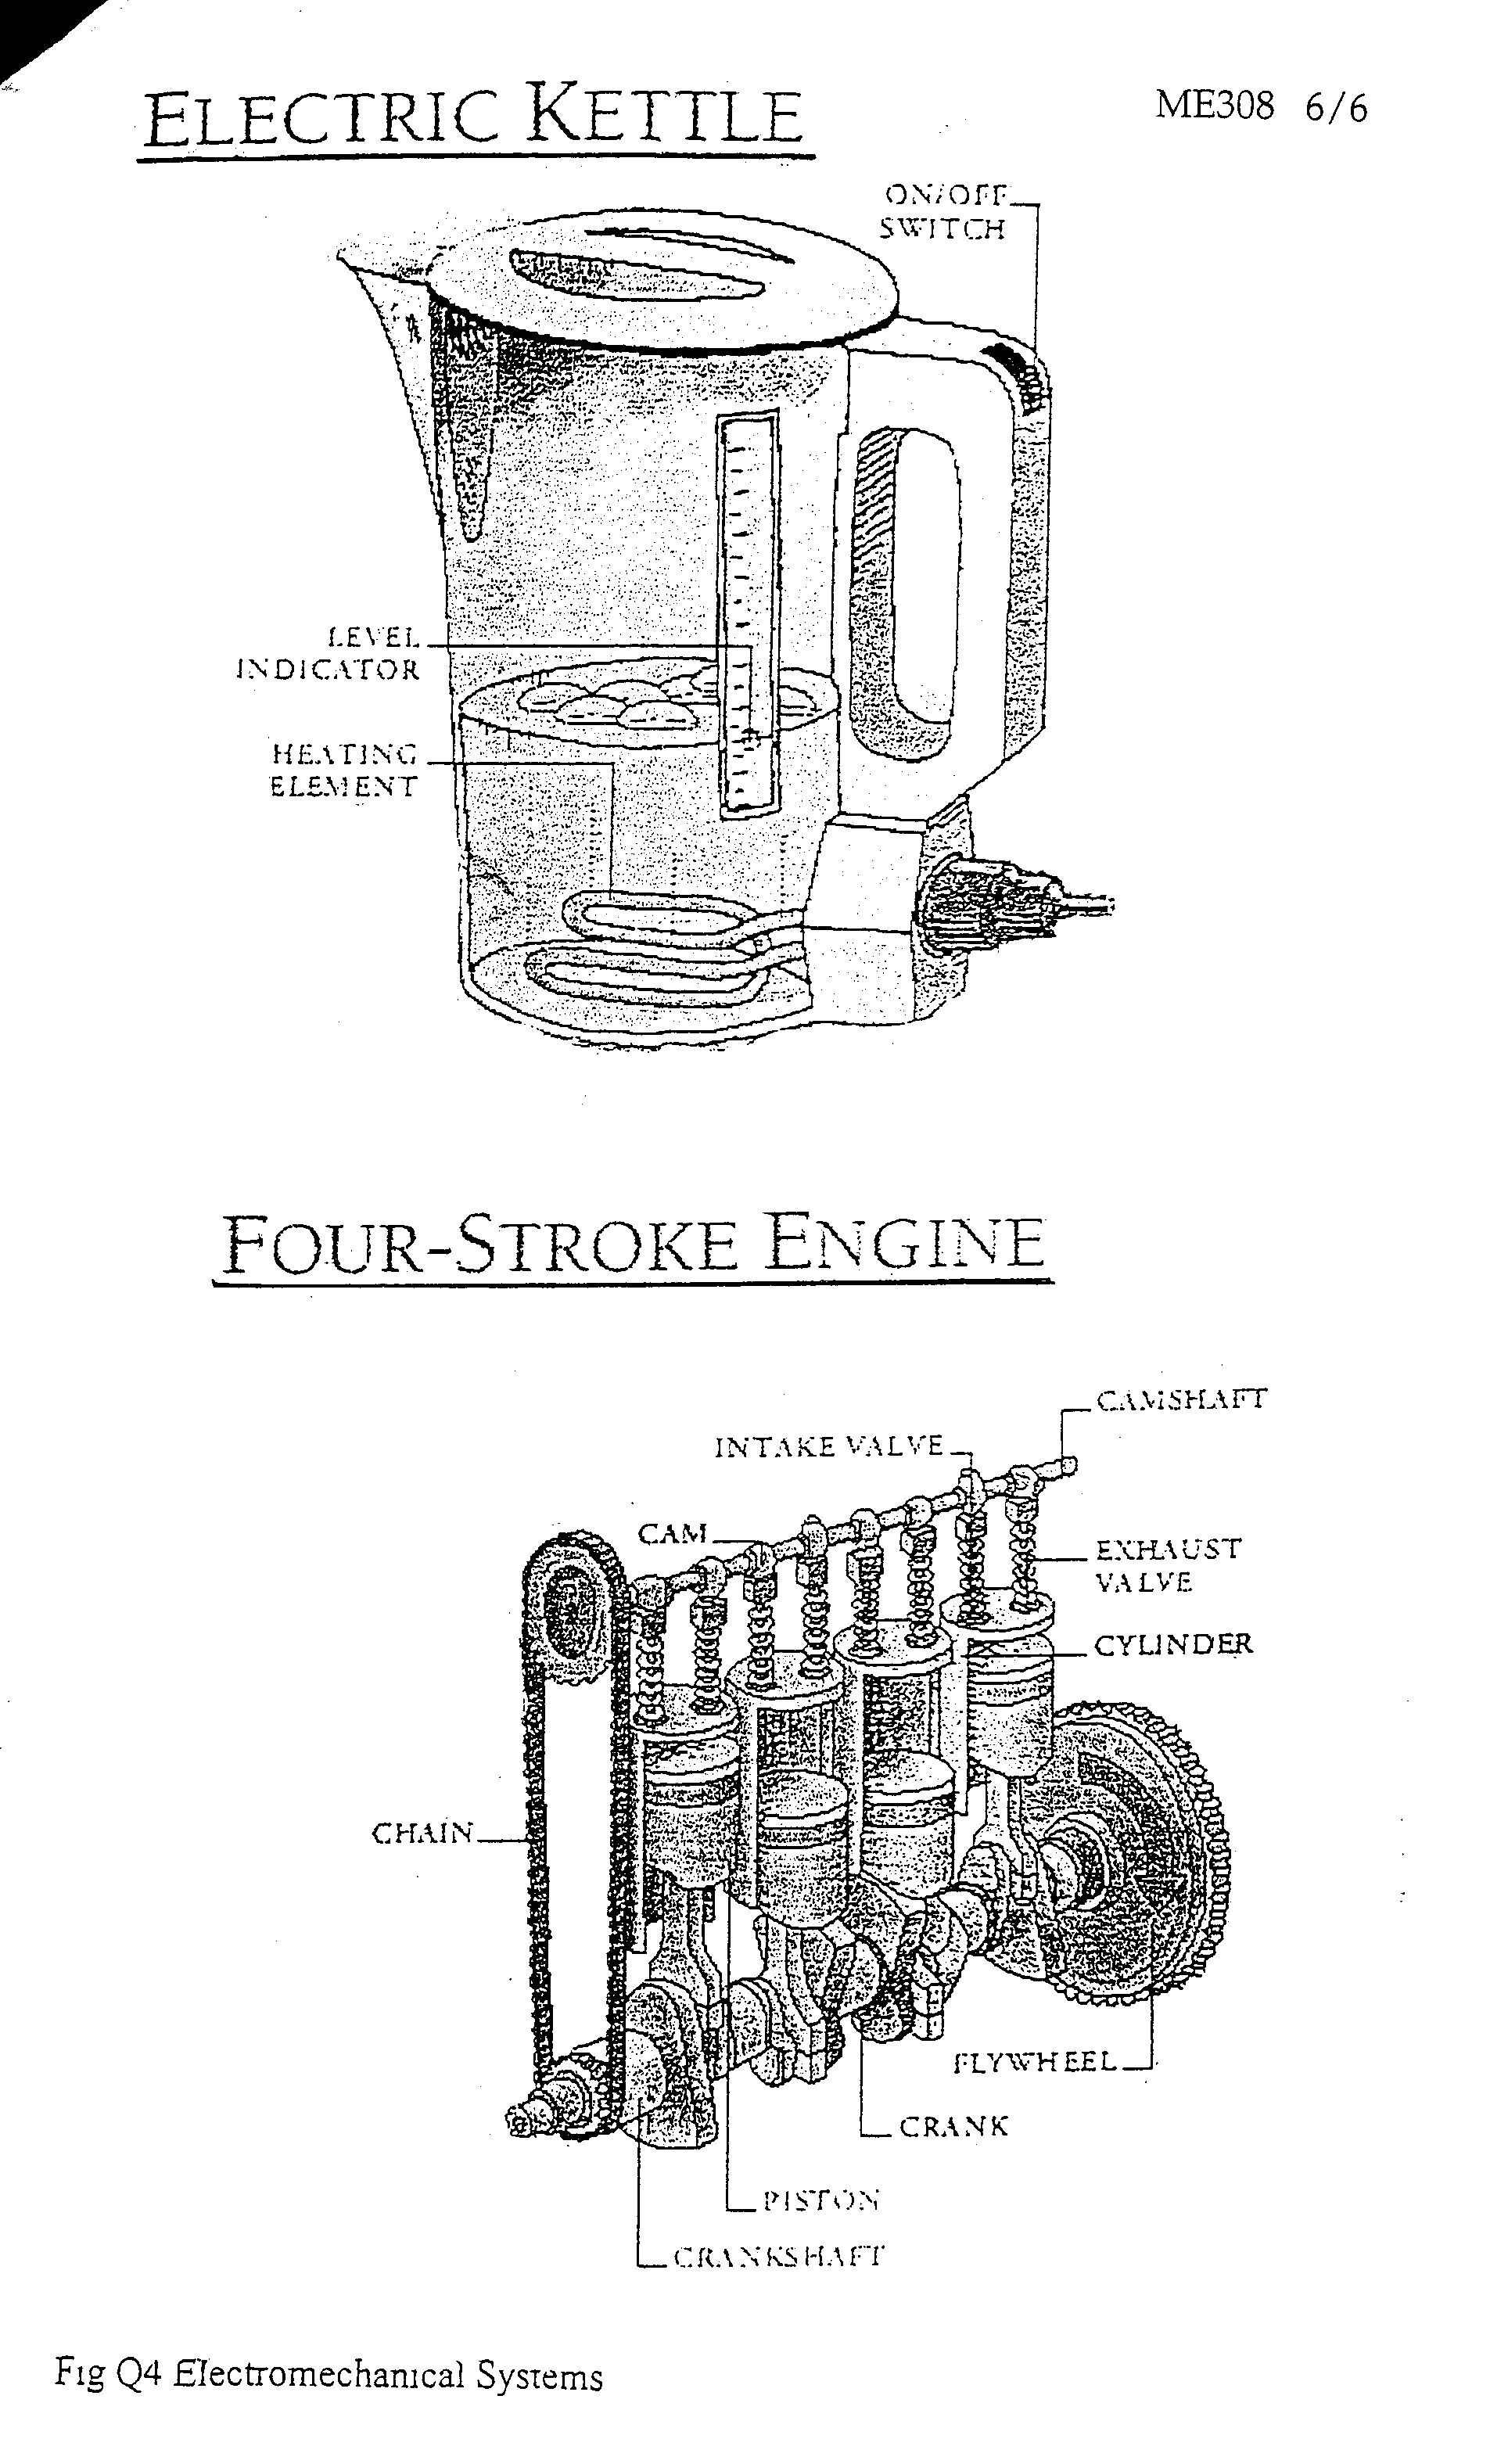 ELECTRIC KETTLE
ME308 6/6
ON/OFF
SWITCH
LEVEL
INDICATOR
HEATING
ELEMENT
FOUR-STROKE ENGINE
CAMSHAFT
INTAKE VALVE
CAM
EXHAUST
VALVE
CYLINDER
CHAIN
FLYWHEEL
CRANK
PISTON
CRANKSHAFT
Fig Q4 Electromechanical Systems